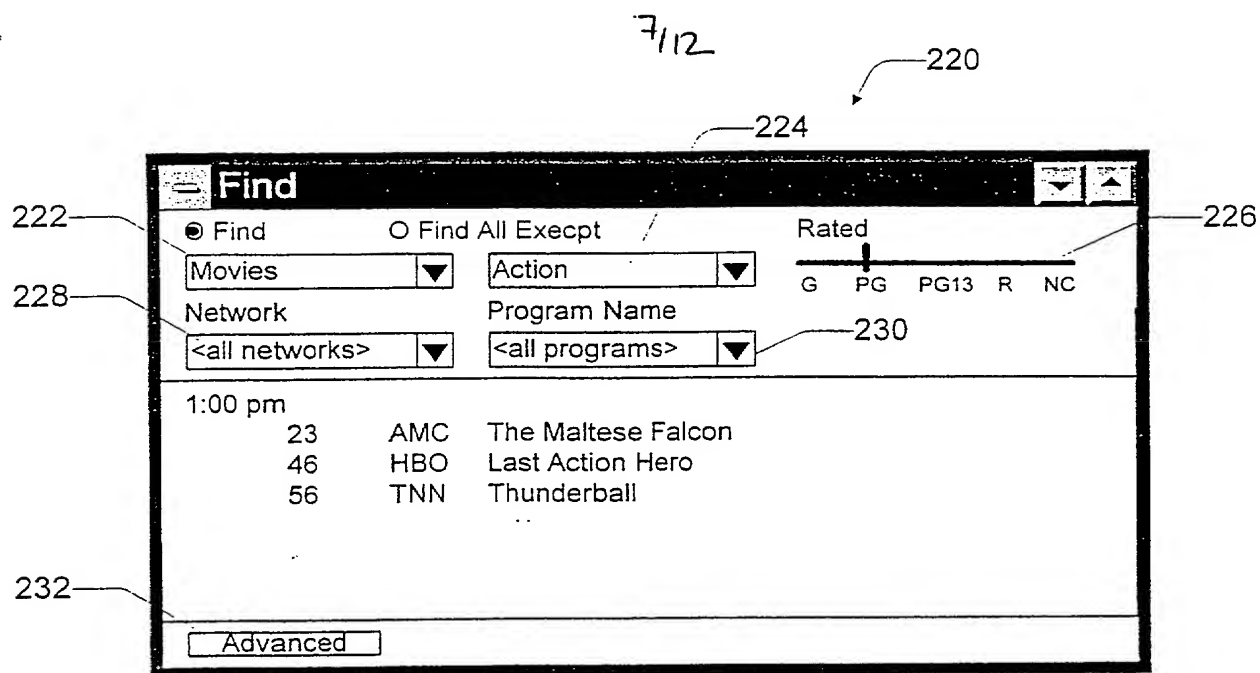 7/12
220
224
Find
222
Find
Find All Execpt
Rated
226
Movies
Action
G PG PG13 R NC
228
Network
Program Name
230
<all networks>
<all programs>
1:00 pm
23 AMC The Maltese Falcon
46 HBO Last Action Hero
56 TNN Thunderball
232
Advanced